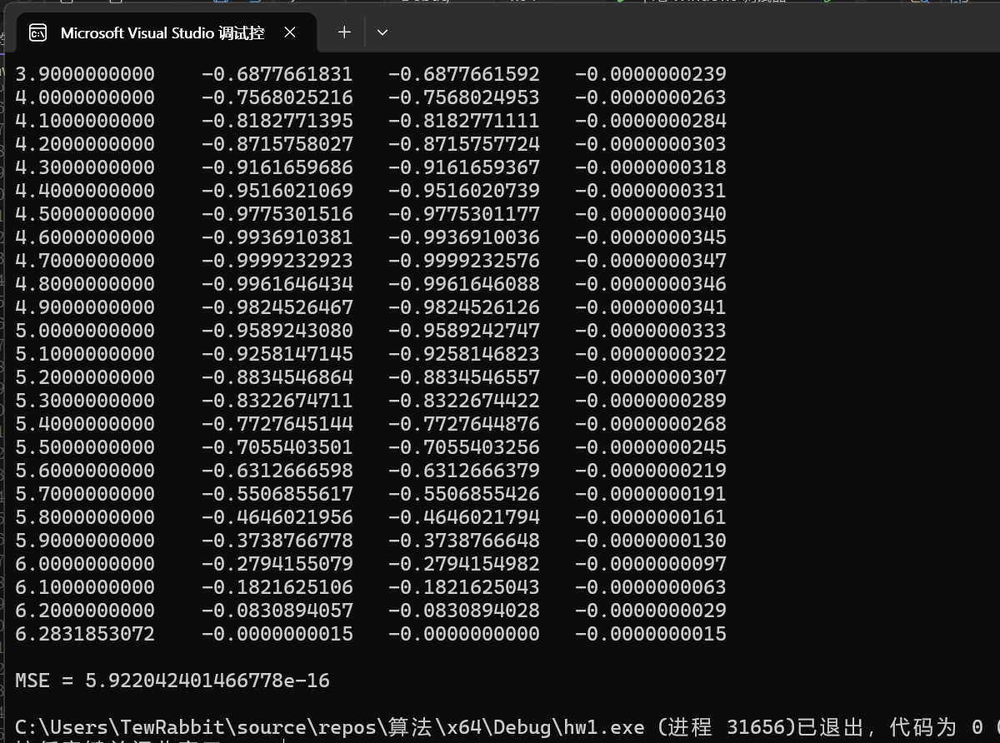 Microsoft Visual Studio 调试控
3.9000000000 -0.6877661831 -0.6877661592 -0.0000000239
4.0000000000 -0.7568025216 -0.7568024953 -0.0000000263
4.1000000000 -0.8182771395 -0.8182771111 -0.0000000284
4.2000000000 -0.8715758027 -0.8715757724 -0.0000000303
4.3000000000 -0.9161659686 -0.9161659367 -0.0000000318
4.4000000000 -0.9516021069 -0.9516020739 -0.0000000331
4.5000000000 -0.9775301516 -0.9775301177 -0.0000000340
4.6000000000 -0.9936910381 -0.9936910036 -0.0000000345
4.7000000000 -0.9999232923 -0.9999232576 -0.0000000347
4.8000000000 -0.9961646434 -0.9961646088 -0.0000000346
4.9000000000 -0.9824526467 -0.9824526126 -0.0000000341
5.0000000000 -0.9589243080 -0.9589242747 -0.0000000333
5.1000000000 -0.9258147145 -0.9258146823 -0.0000000322
5.2000000000 -0.8834546864 -0.8834546557 -0.0000000307
5.3000000000 -0.8322674711 -0.8322674422 -0.0000000289
5.4000000000 -0.7727645144 -0.7727644876 -0.0000000268
5.5000000000 -0.7055403501 -0.7055403256 -0.0000000245
5.6000000000 -0.6312666598 -0.6312666379 -0.0000000219
5.7000000000 -0.5506855617 -0.5506855426 -0.0000000191
5.8000000000 -0.4646021956 -0.4646021794 -0.0000000161
5.9000000000 -0.3738766778 -0.3738766648 -0.0000000130
6.0000000000 -0.2794155079 -0.2794154982 -0.0000000097
6.1000000000 -0.1821625106 -0.1821625043 -0.0000000063
6.2000000000 -0.0830894057 -0.0830894028 -0.0000000029
6.2831853072 -0.0000000015 -0.0000000000 -0.0000000015
MSE = 5.922042401466778e-16
C:\Users\TewRabbit\source\repos\算法\x64\Debug\hw1.exe (进程 31656)已退出，代码为 0